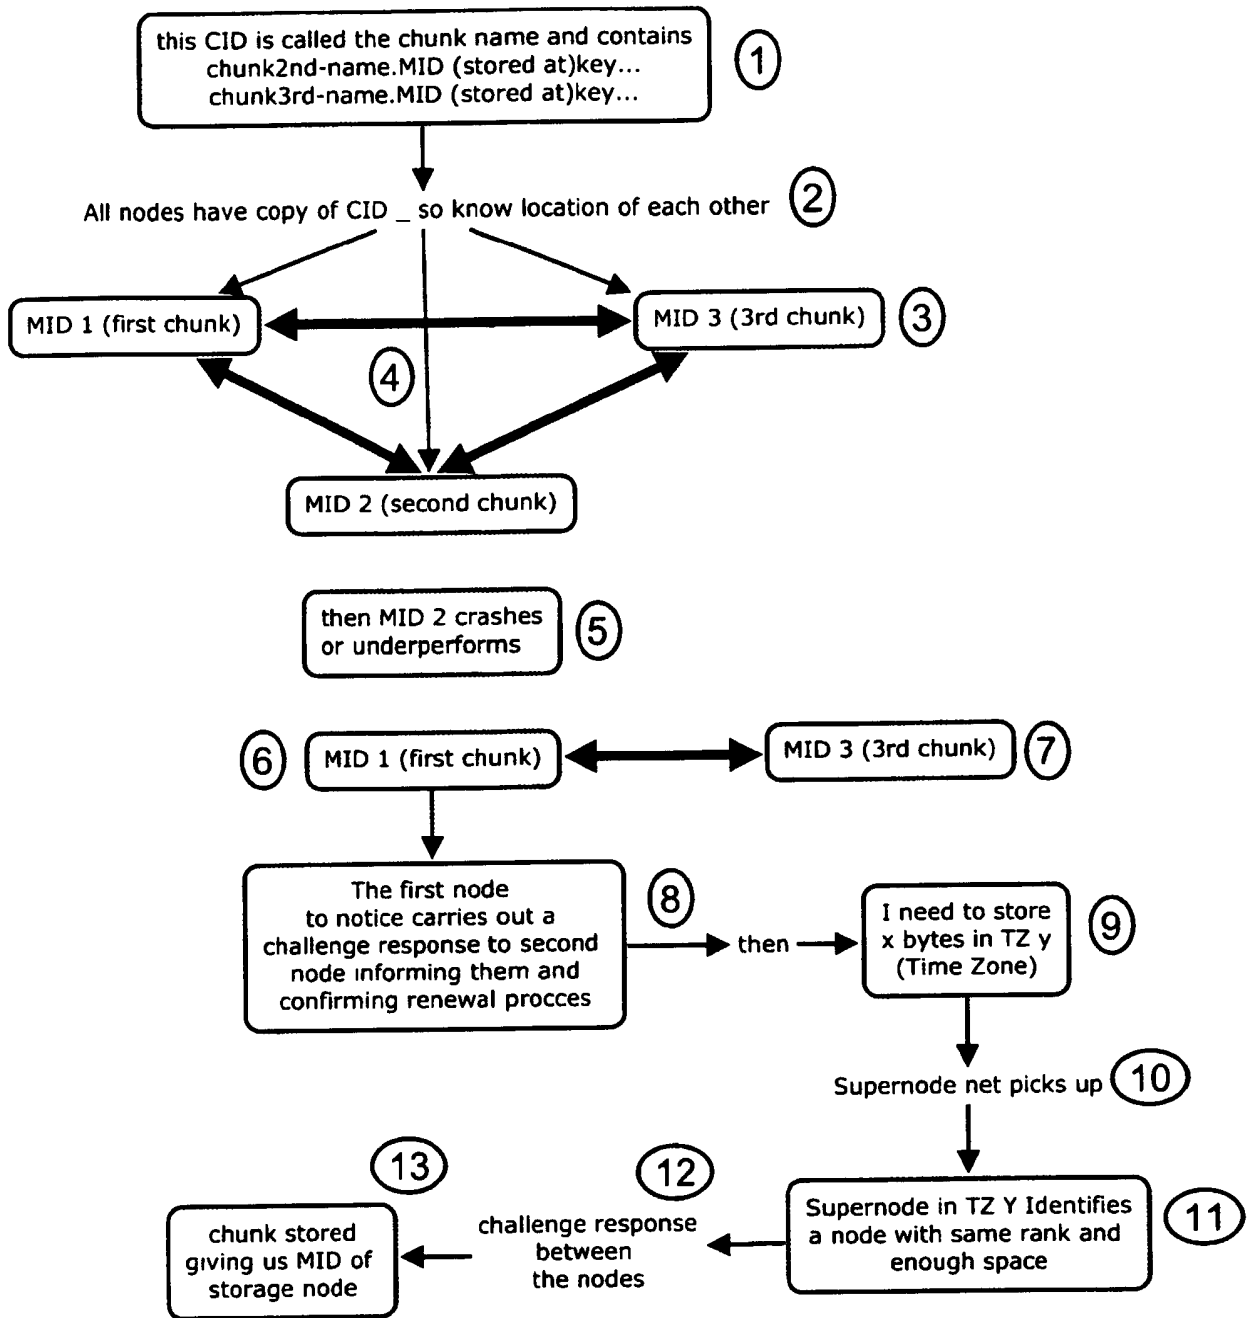 this CID is called the chunk name and contains
chunk2nd-name.MID (stored at)key...
chunk3rd-name.MID (stored at)key...
1
All nodes have copy of CID _ so know location of each other
2
MID 1 (first chunk)
MID 3 (3rd chunk)
3
4
MID 2 (second chunk)
then MID 2 crashes
or underperforms
5
6
MID 1 (first chunk)
MID 3 (3rd chunk)
7
The first node
to notice carries out a
challenge response to second
node informing them and
confirming renewal procces
8
then
I need to store
x bytes in TZ y
(Time Zone)
9
Supernode net picks up
10
Supernode in TZ Y Identifies
a node with same rank and
enough space
11
12
challenge response
between
the nodes
13
chunk stored
giving us MID of
storage node